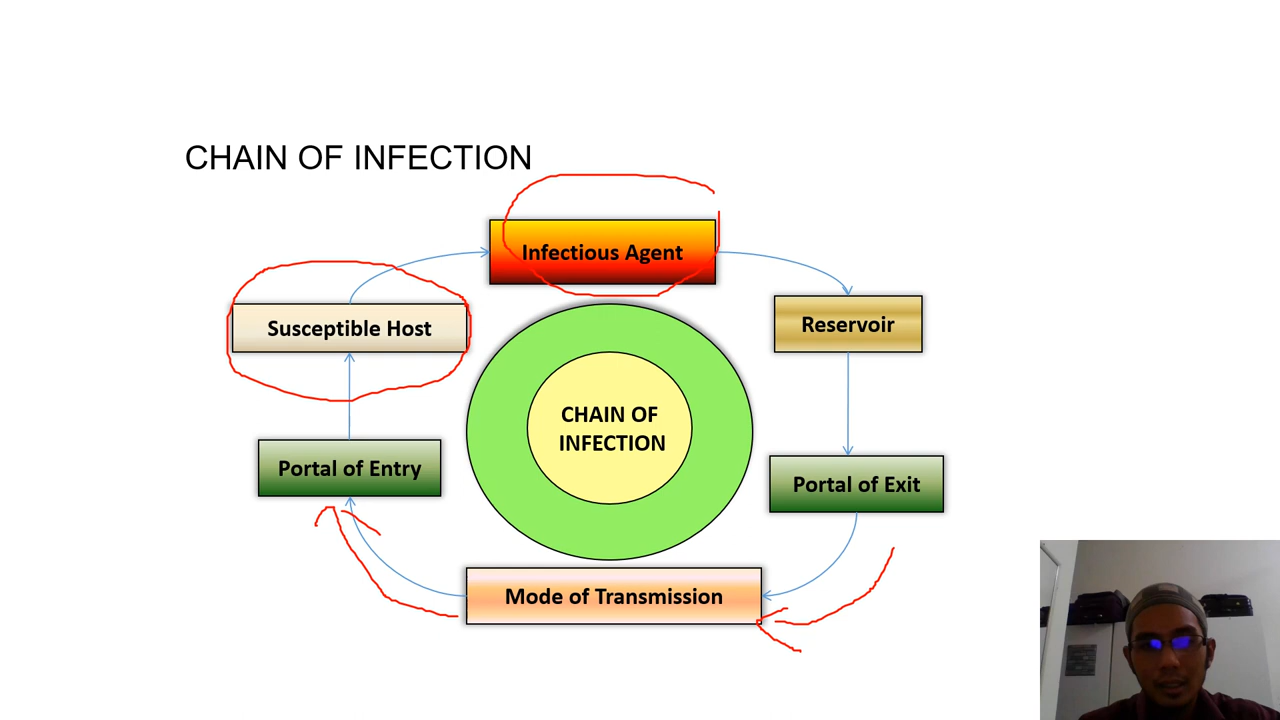 CHAIN OF INFECTION
Infectious Agent
Susceptible Host
Reservoir
CHAIN OF
INFECTION
Portal of Entry
Portal of Exit
Mode of Transmission